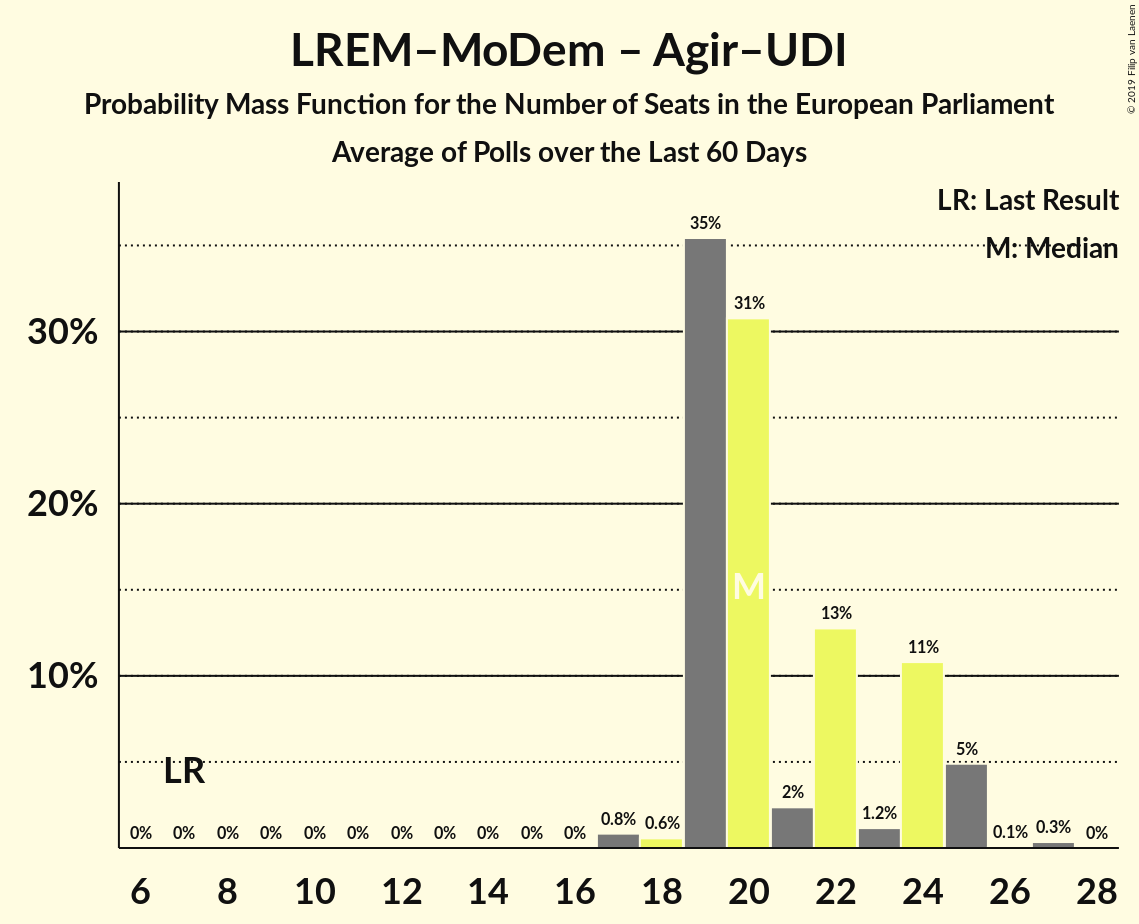 LREM–MoDem – Agir–UDI
Probability Mass Function for the Number of Seats in the European Parliament
Average of Polls over the Last 60 Days
© 2019 Filip van Laenen
LR: Last Result
M: Median
30%
20%
10%
35%
31%
M
13%
11%
LR
5%
2%
1.2%
0% 0% 0% 0% 0% 0% 0% 0% 0% 0% 0% 0.8% 0.6% 0.1% 0.3% 0%
6 8 10 12 14 16 18 20 22 24 26 28